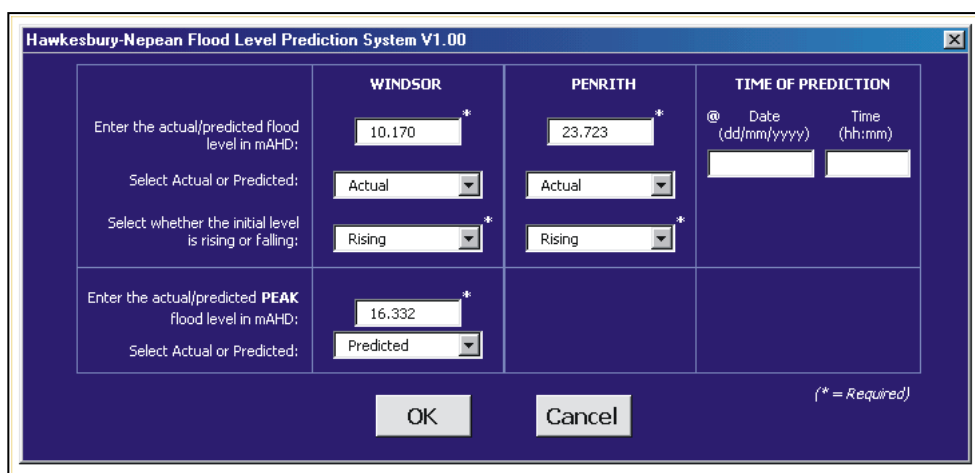 Hawkesbury-Nepean Flood Level Prediction System V1.00
WINDSOR PENRITH TIME OF PREDICTION
Enter the actual/predicted flood
level in mAHD:
10.170 * 23.723 *
@ Date Time
(dd/mm/yyyy) (hh:mm)
Select Actual or Predicted: Actual Actual
Select whether the initial level
is rising or falling:
Rising * Rising *
Enter the actual/predicted PEAK
flood level in mAHD:
16.332 *
Select Actual or Predicted: Predicted
(* = Required)
OK Cancel